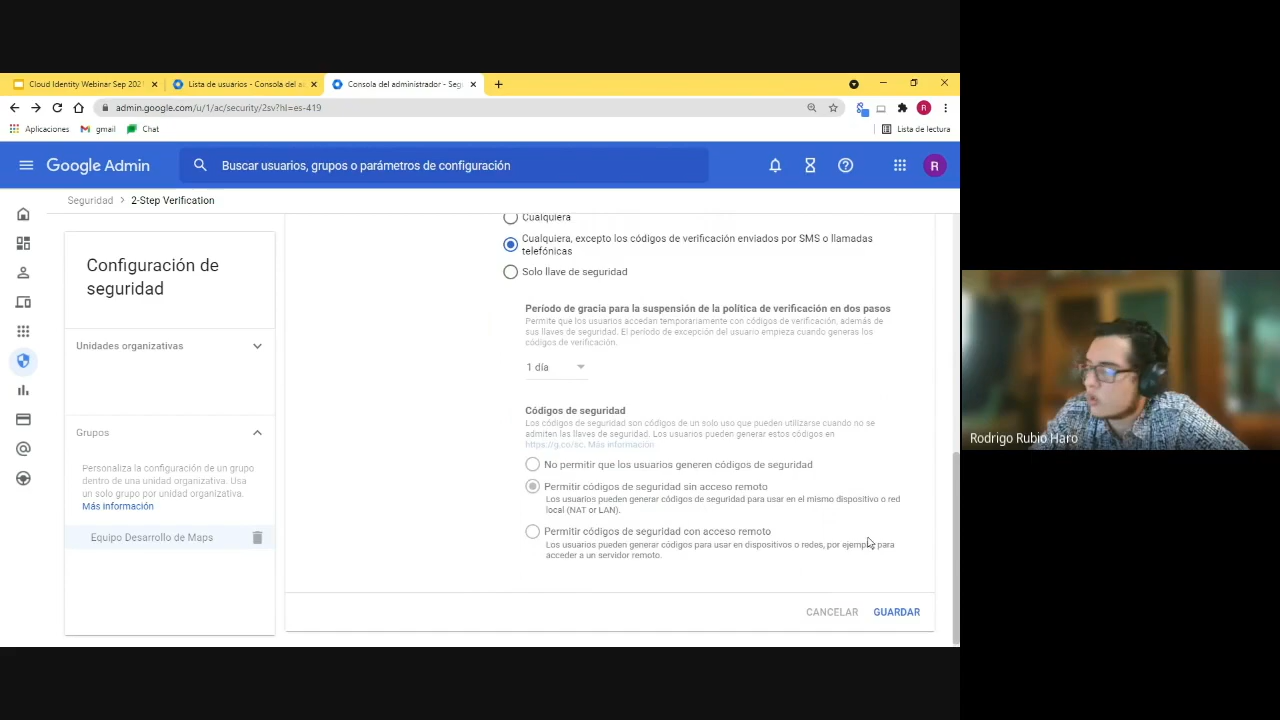 Cloud Identity Webinar Sep 202
Lista de usuarios - Consola del a
Consola del administrador - Seg
admin.google.com/u/1/ac/security/2sv?hl=es-419
R
Aplicaciones
gmail
Chat
Lista de lectura
Google Admin
Buscar usuarios, grupos o parámetros de configuración
R
Seguridad > 2-Step Verification
Configuración de
seguridad
Unidades organizativas
Grupos
Personaliza la configuración de un grupo
dentro de una unidad organizativa. Usa
un solo grupo por unidad organizativa.
Más información
Equipo Desarrollo de Maps
Cualquiera
Cualquiera, excepto los códigos de verificación enviados por SMS o llamadas
telefónicas
Solo llave de seguridad
Período de gracia para la suspensión de la política de verificación en dos pasos
Permite que los usuarios accedan temporariamente con códigos de verificación, además de
sus llaves de seguridad. El período de excepción del usuario empieza cuando generas los
códigos de verificación.
1 día
Códigos de seguridad
Los códigos de seguridad son códigos de un solo uso que pueden utilizarse cuando no se
admiten las llaves de seguridad. Los usuarios pueden generar estos códigos en
https://g.co/sc. Más información
No permitir que los usuarios generen códigos de seguridad
Permitir códigos de seguridad sin acceso remoto
Los usuarios pueden generar códigos de seguridad para usar en el mismo dispositivo o red
local (NAT or LAN).
Permitir códigos de seguridad con acceso remoto
Los usuarios pueden generar códigos para usar en dispositivos o redes, por ejemplo, para
acceder a un servidor remoto.
CANCELAR
GUARDAR
Rodrigo Rubio Haro